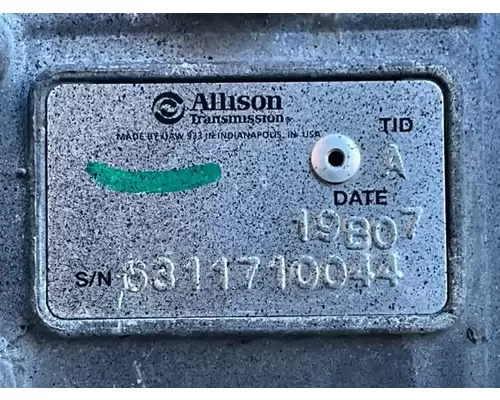 Allison
Transmission®
MADE BY UAW 933 IN INDIANAPOLIS, IN. USA
TID
A
DATE
19B07
S/N 6311710044